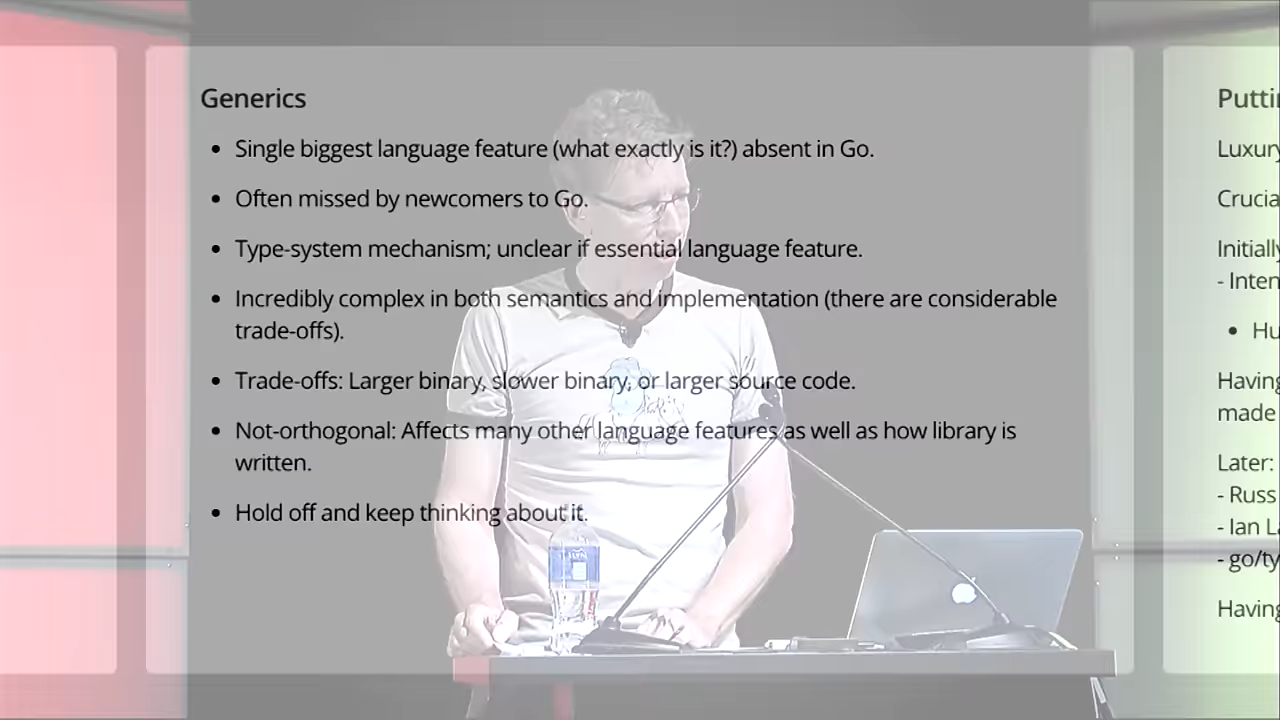 Generics
• Single biggest language feature (what exactly is it?) absent in Go.
• Often missed by newcomers to Go.
• Type-system mechanism; unclear if essential language feature.
• Incredibly complex in both semantics and implementation (there are considerable
trade-offs).
• Trade-offs: Larger binary, slower binary, or larger source code.
• Not-orthogonal: Affects many other language features as well as how library is
written.
• Hold off and keep thinking about it.
Luxury
Initially
- Inten
• Hu
Having
made
Later:
- Russ
- Ian L
- go/ty
Having